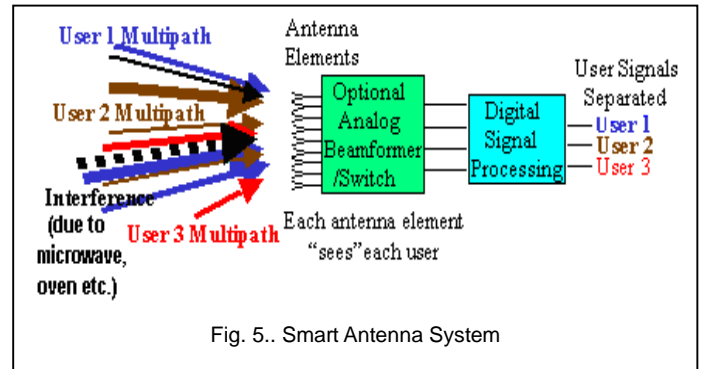 User 1 Multipath
User 2 Multipath
Interference
(due to
microwave,
oven etc.)
User 3 Multipath
Antenna
Elements
Optional
Analog
Beamformer
/Switch
Each antenna element
“sees” each user
Digital
Signal
Processing
User Signals
Separated
User 1
User 2
User 3
Fig. 5.. Smart Antenna System